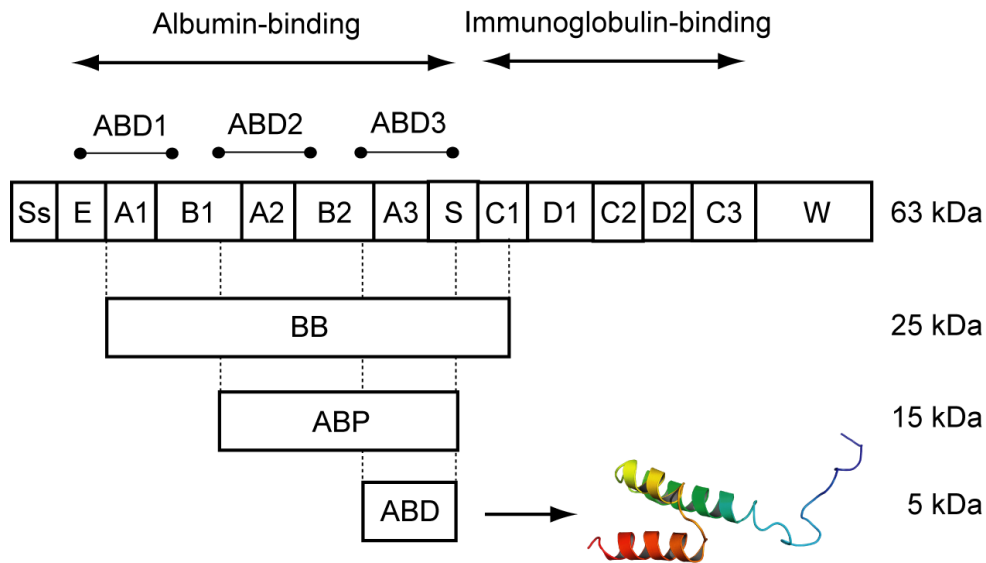 Albumin-binding Immunoglobulin-binding
ABD1 ABD2 ABD3
Ss E A1 B1 A2 B2 A3 S C1 D1 C2 D2 C3 W 63 kDa
BB 25 kDa
ABP 15 kDa
ABD 5 kDa